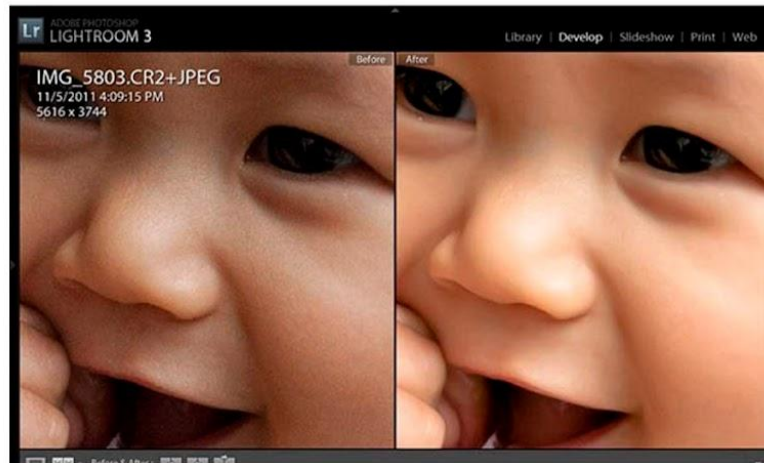 Lr
ADOBE PHOTOSHOP
LIGHTROOM 3
Library | Develop | Slideshow | Print | Web
Before
After
IMG_5803.CR2+JPEG
11/5/2011 4:09:15 PM
5616 x 3744
Before & After :